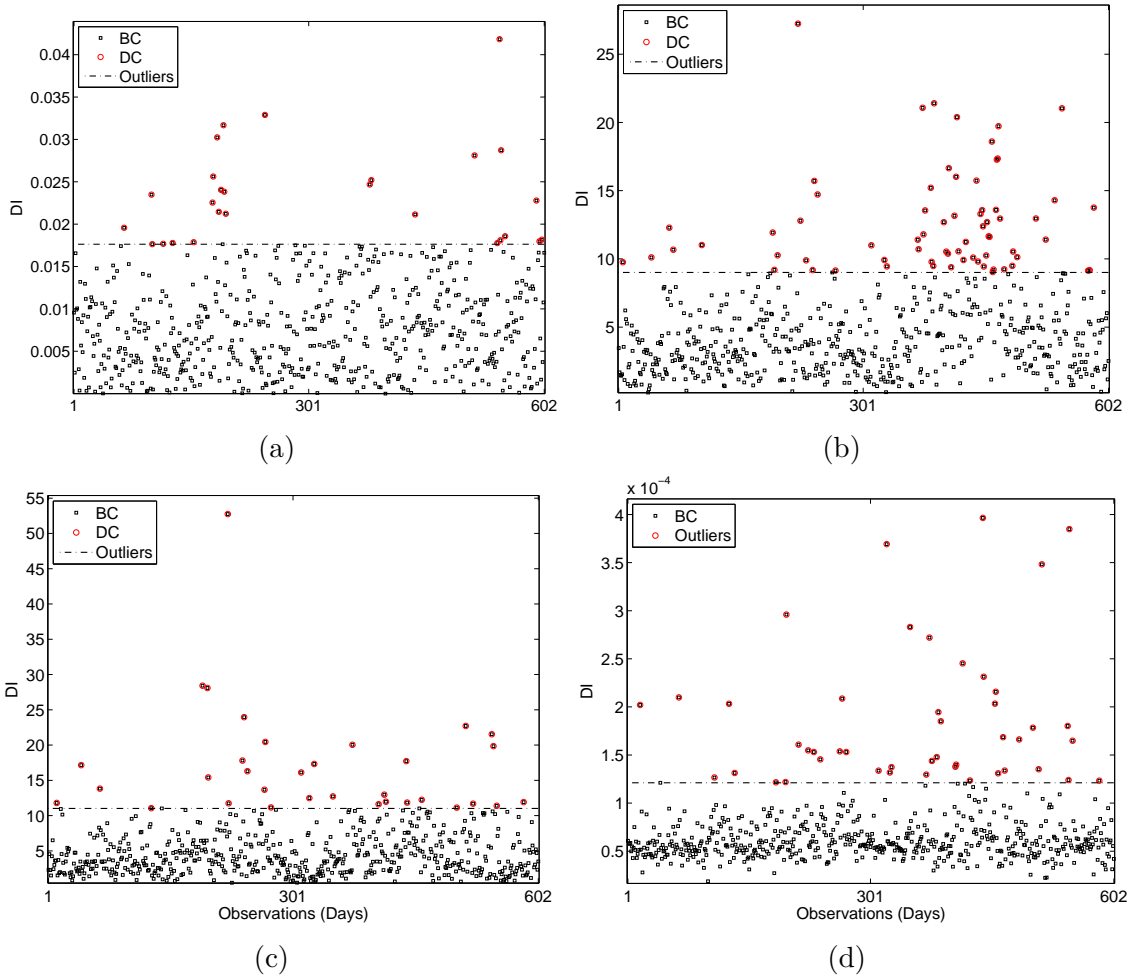 BC
DC
Outliers
0.04
0.035
0.03
0.025
0.02
0.015
0.01
0.005
DI
1 301 602
(a)
BC
DC
Outliers
25
20
15
10
5
DI
1 301 602
(b)
BC
DC
Outliers
55
50
45
40
35
30
25
20
15
10
5
DI
1 301 602
Observations (Days)
(c)
x 10-4
BC
Outliers
4
3.5
3
2.5
2
1.5
1
0.5
DI
1 301 602
Observations (Days)
(d)